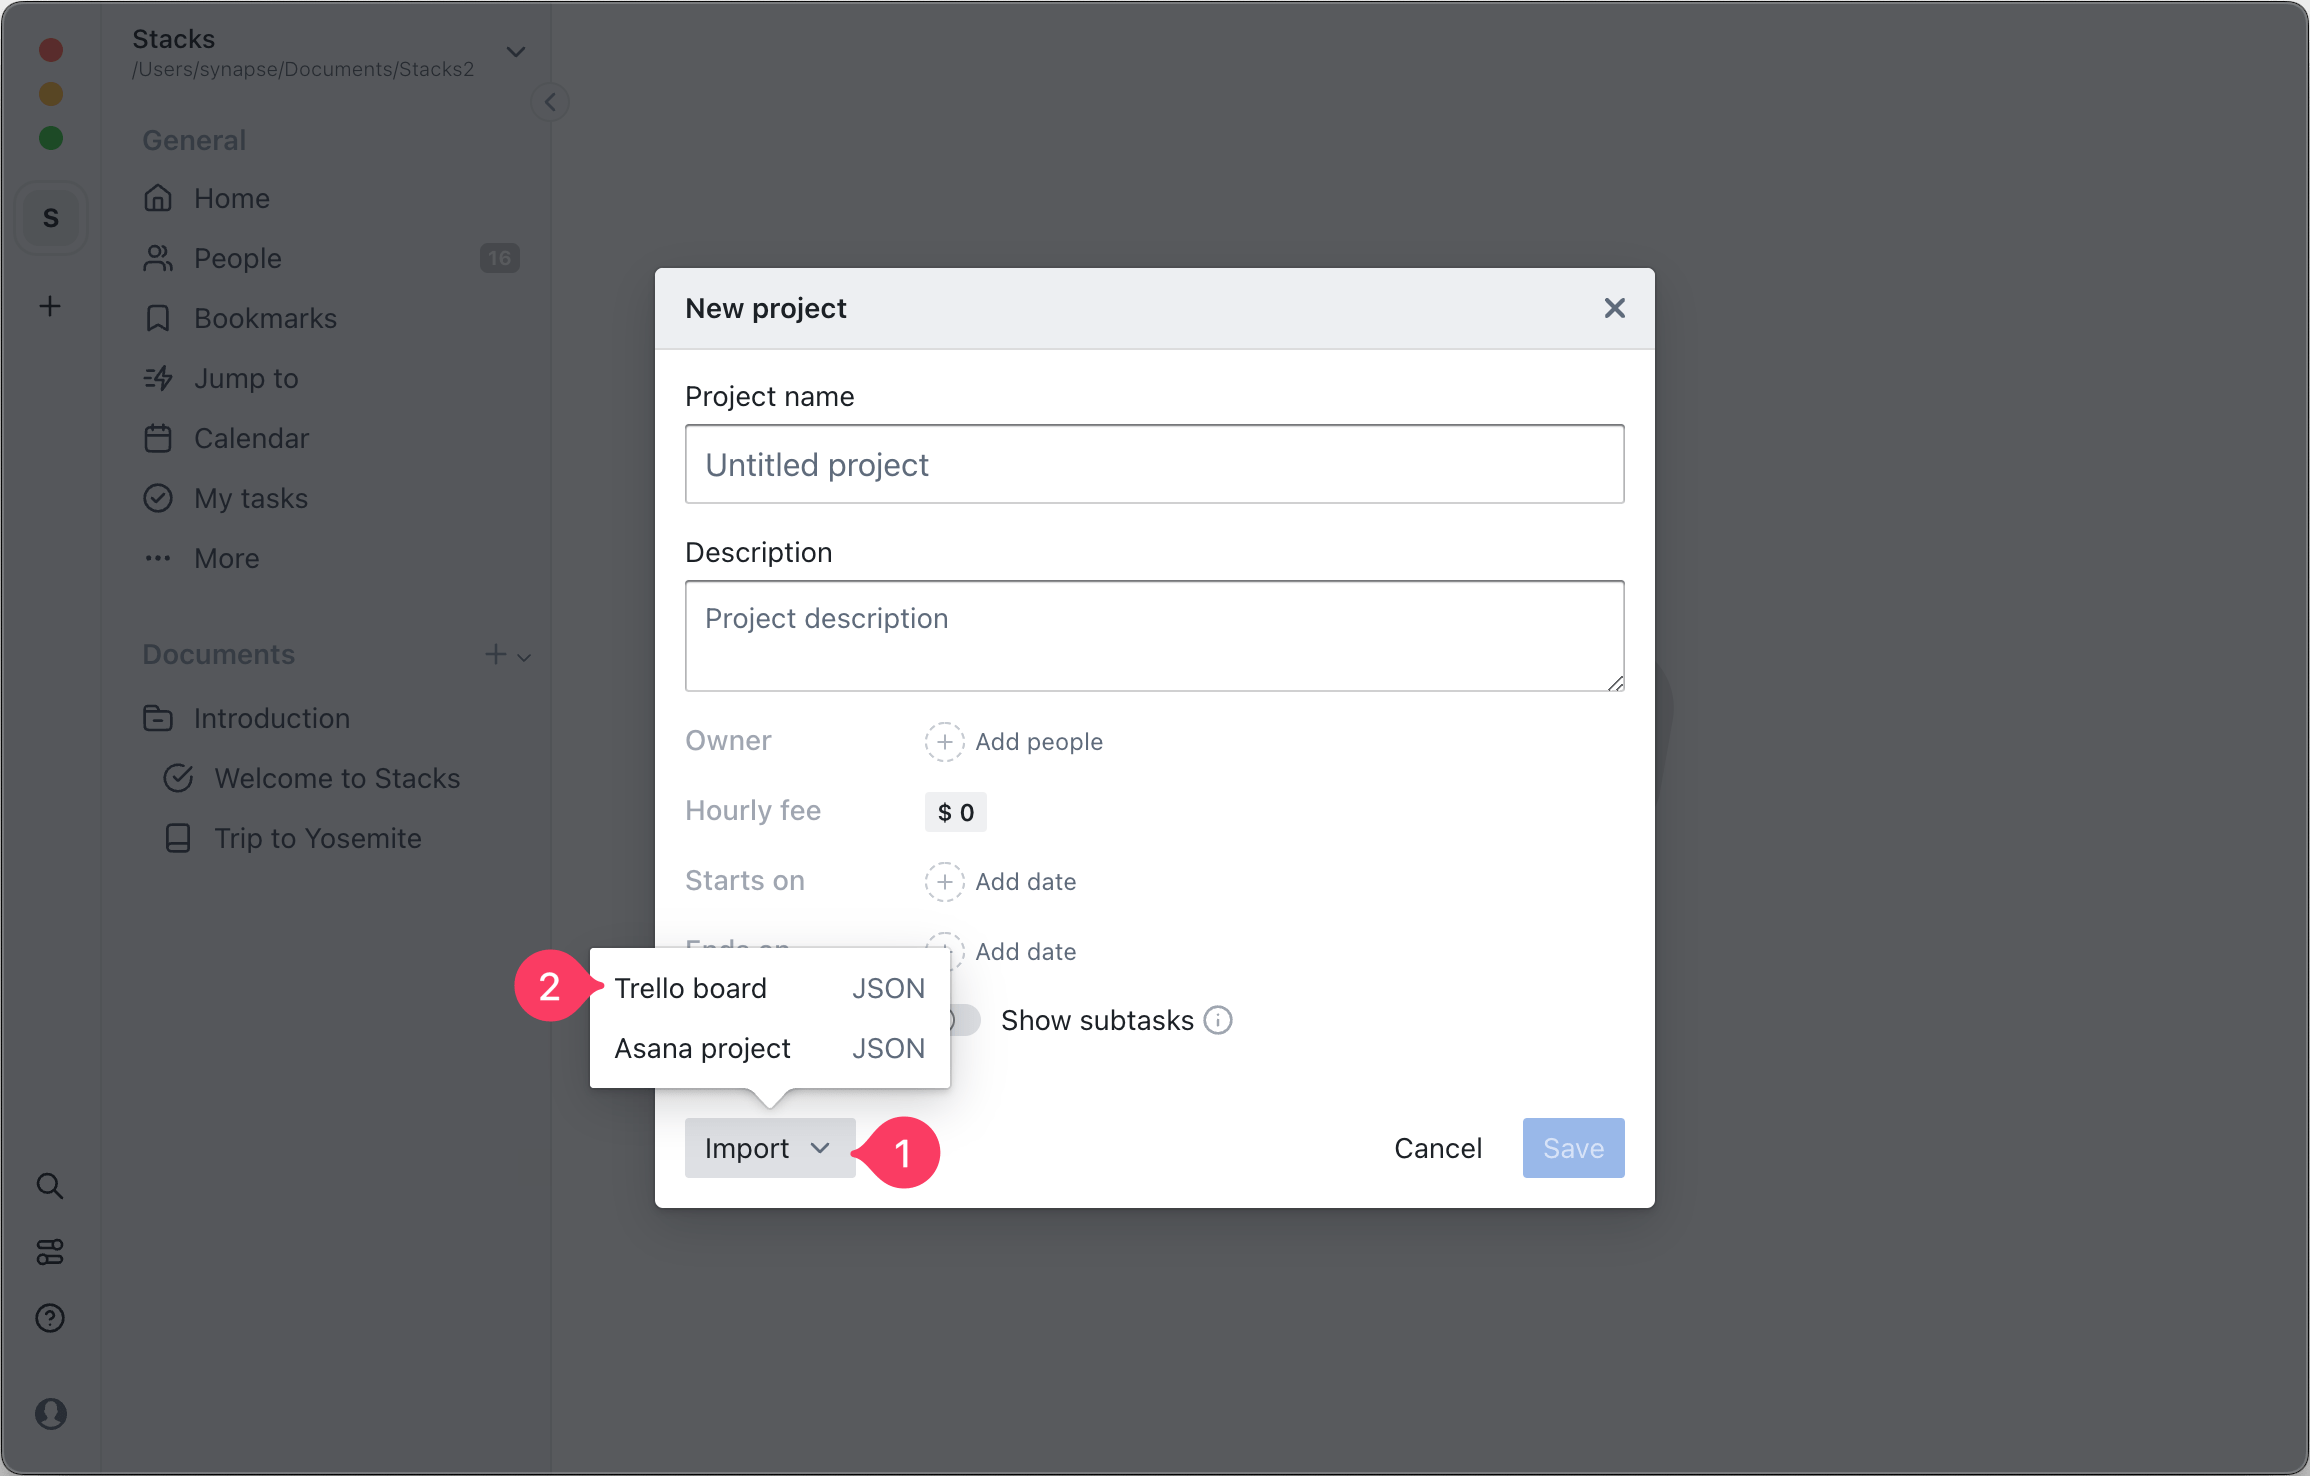 Stacks
/Users/synapse/Documents/Stacks2
General
S
Home
People 16
Bookmarks
Jump to
Calendar
My tasks
More
Documents
Introduction
Welcome to Stacks
Trip to Yosemite
New project
Project name
Untitled project
Description
Project description
Owner Add people
Hourly fee $ 0
Starts on Add date
Ends on Add date
2 Trello board JSON
Show subtasks
Asana project JSON
Import 1 Cancel Save